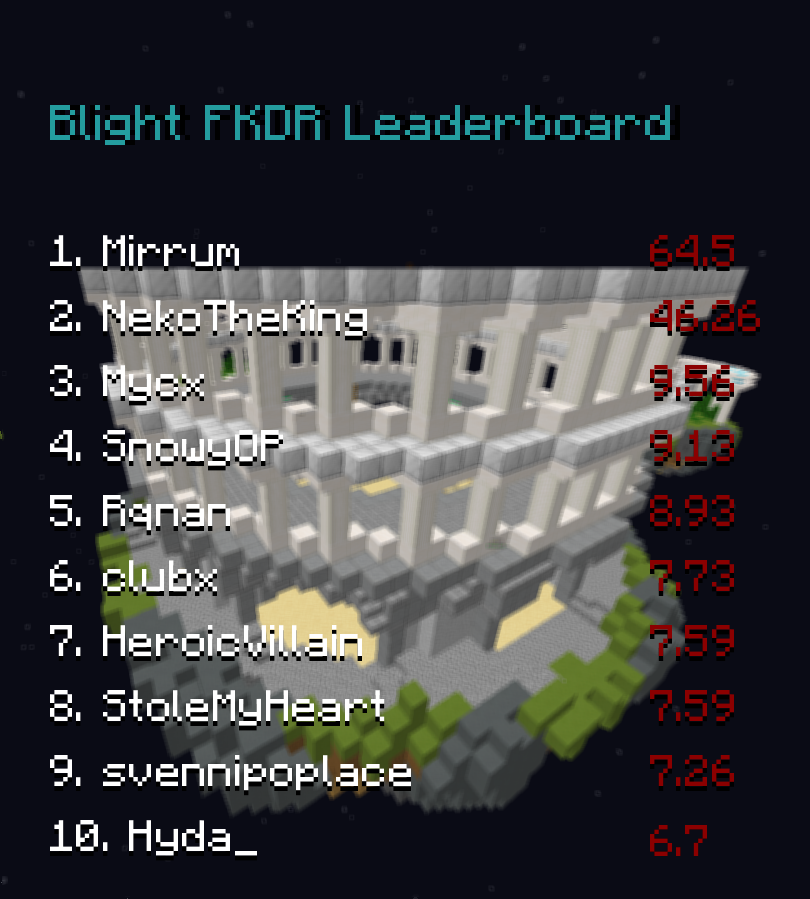 Blight FKDR Leaderboard
1. Mirrum 64.5
2. NekoTheKing 46.26
3. Mycx 9.56
4. SnowyOP 9.13
5. Rqnan 8.93
6. clubx 7.73
7. HeroicVillain 7.59
8. StoleMyHeart 7.59
9. svennipoplace 7.26
10. Hyda_ 6.7